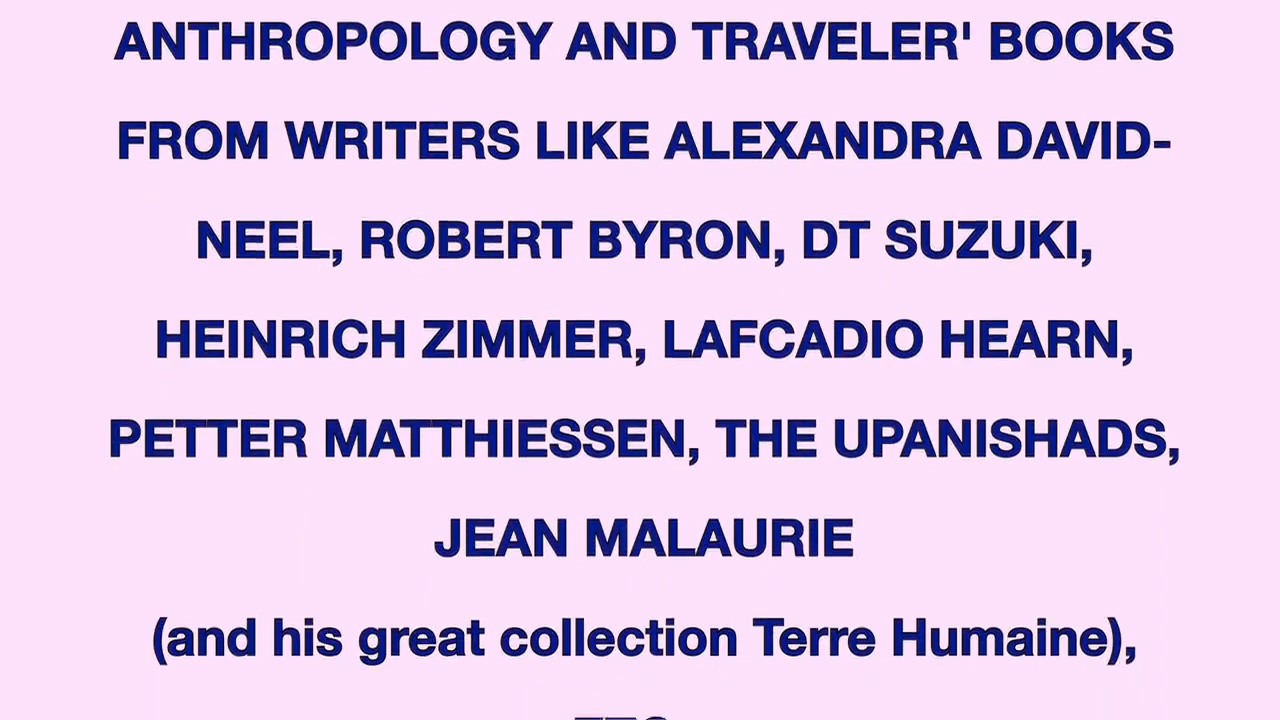 ANTHROPOLOGY AND TRAVELER' BOOKS
FROM WRITERS LIKE ALEXANDRA DAVID-
NEEL, ROBERT BYRON, DT SUZUKI,
HEINRICH ZIMMER, LAFCADIO HEARN,
PETTER MATTHIESSEN, THE UPANISHADS,
JEAN MALAURIE
(and his great collection Terre Humaine),